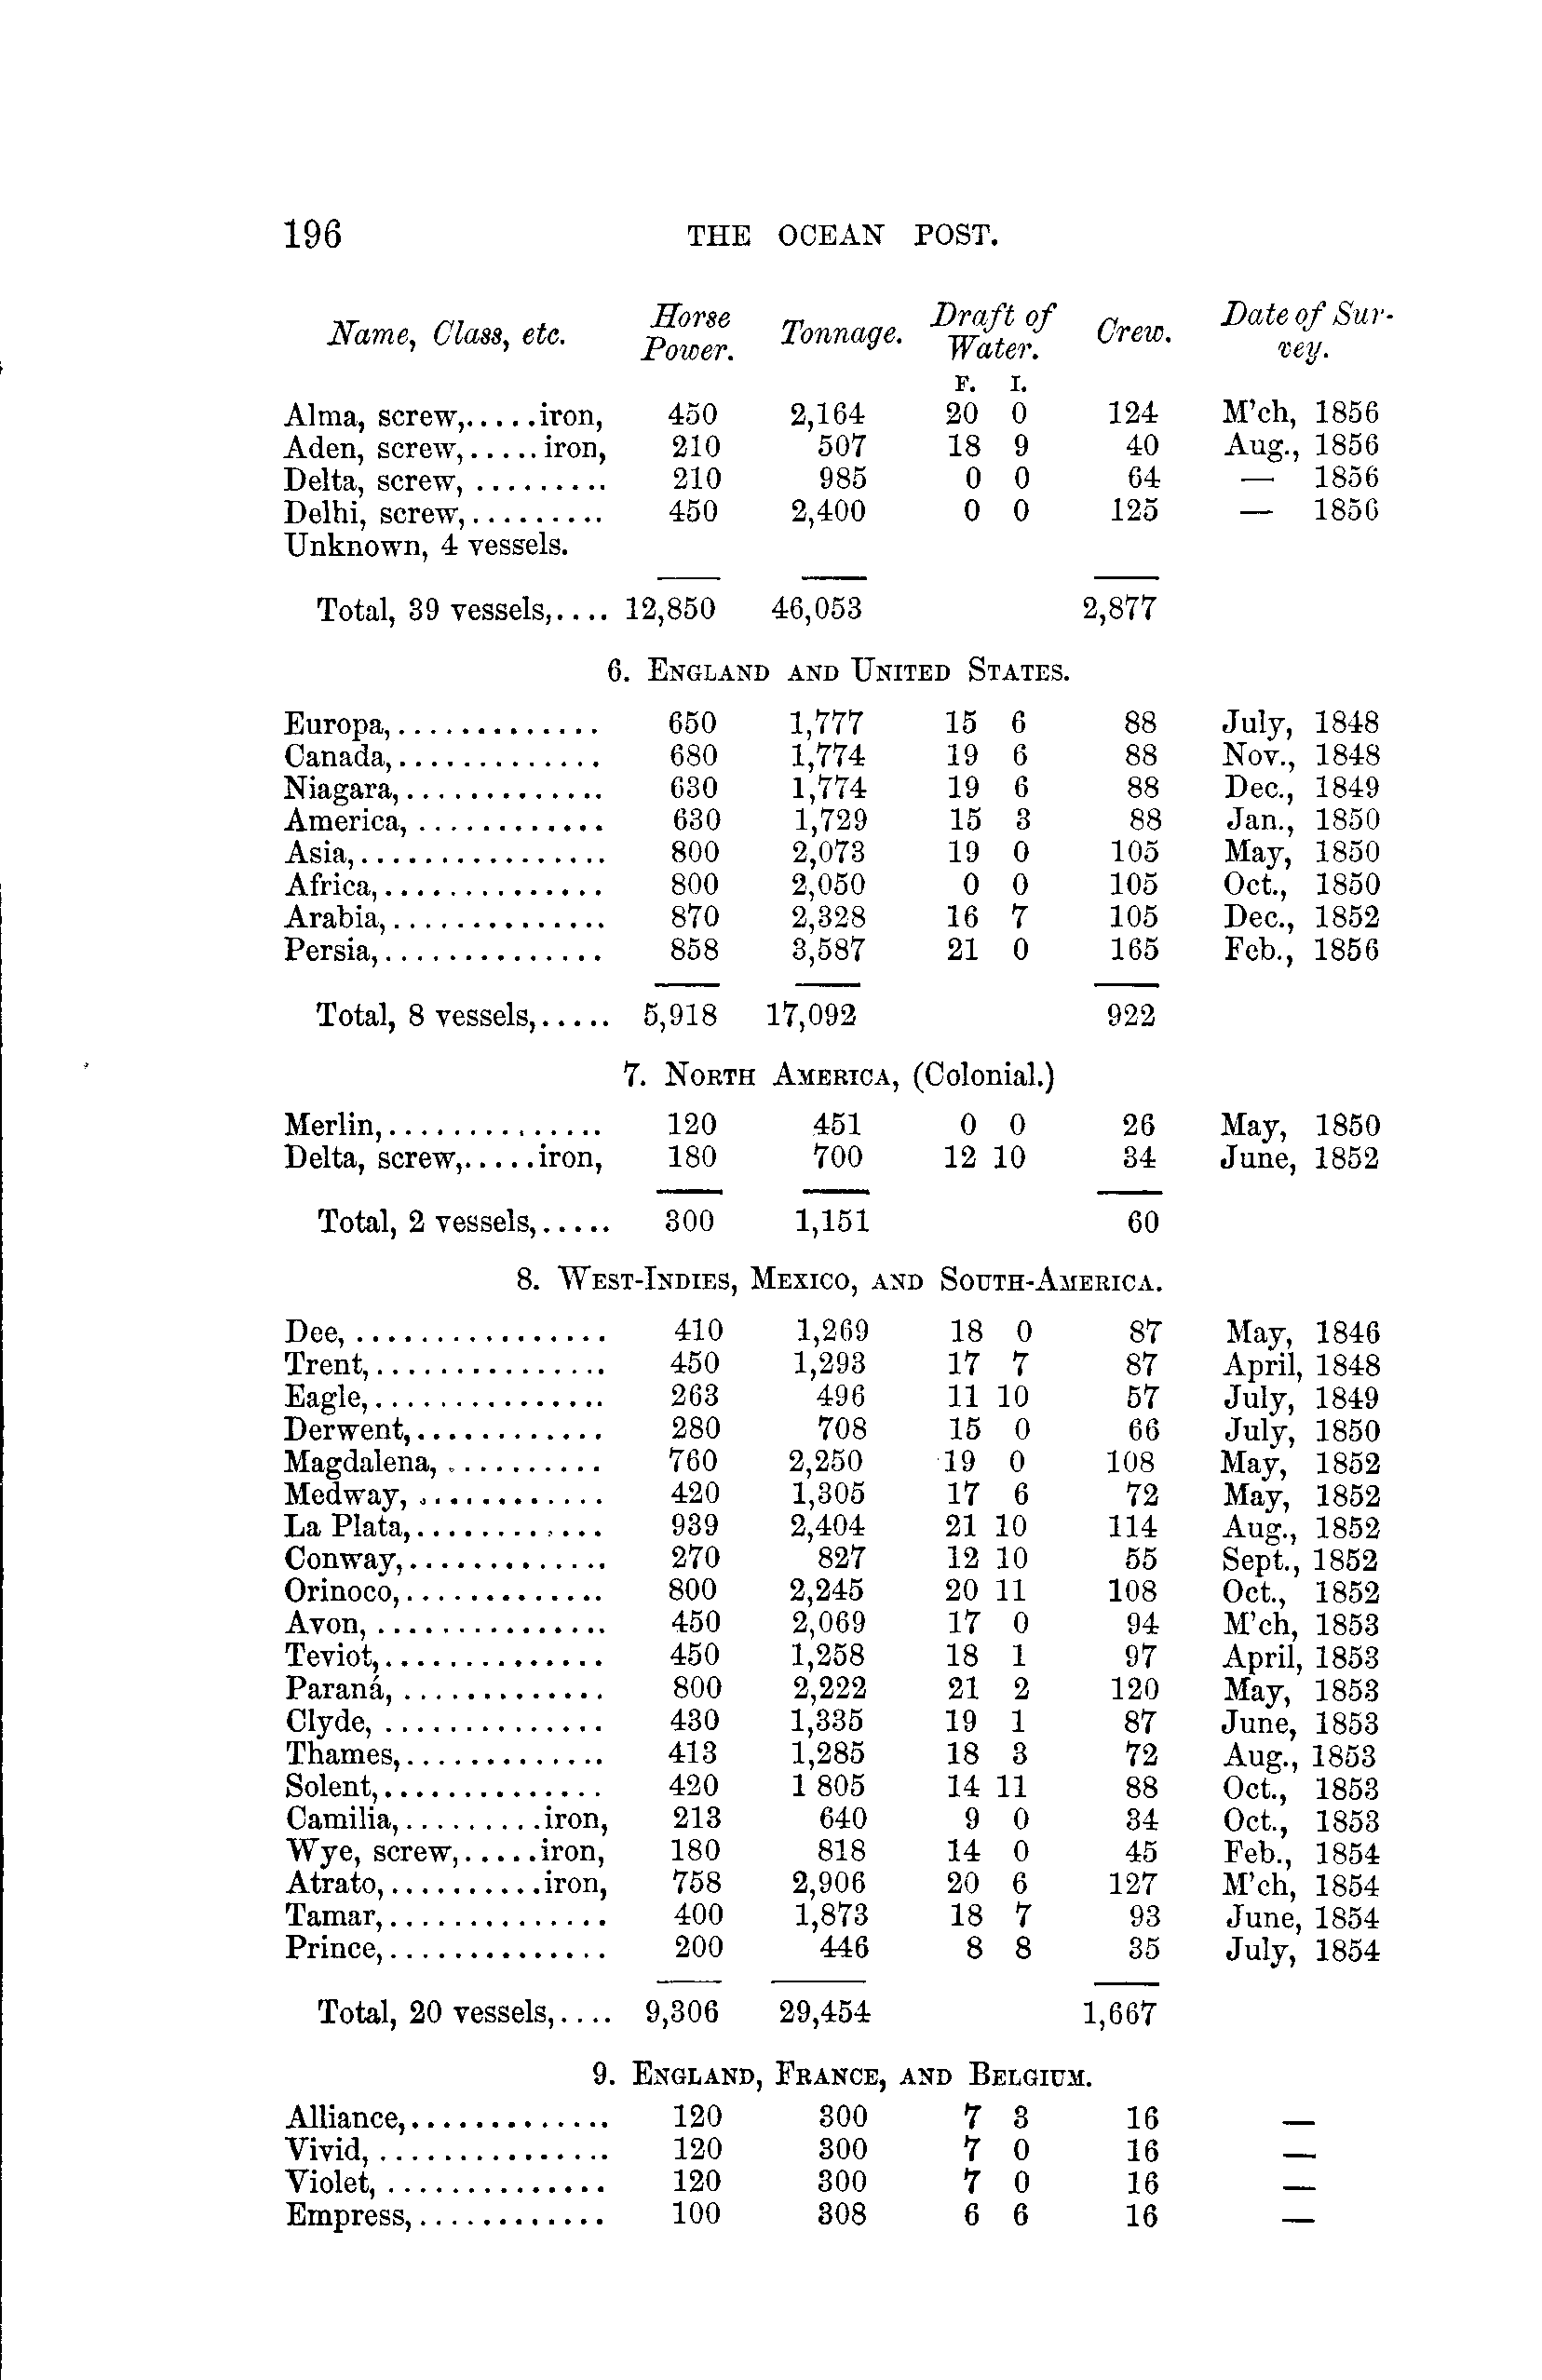 196 THE OCEAN POST.
Name, Class, etc. Horse Power. Tonnage. Draft of Water. Crew. Date of Survey.
F. I.
Alma, screw,.....iron, 450 2,164 20 0 124 M'ch, 1856
Aden, screw,.....iron, 210 507 18 9 40 Aug., 1856
Delta, screw, ......... 210 985 0 0 64 — 1856
Delhi, screw,......... 450 2,400 0 0 125 — 1856
Unknown, 4 vessels.
Total, 39 vessels,.... 12,850 46,053 2,877
6. ENGLAND AND UNITED STATES.
Europa,............. 650 1,777 15 6 88 July, 1848
Canada,............. 680 1,774 19 6 88 Nov., 1848
Niagara,............. 630 1,774 19 6 88 Dec., 1849
America, ............ 630 1,729 15 3 88 Jan., 1850
Asia,................ 800 2,073 19 0 105 May, 1850
Africa,.............. 800 2,050 0 0 105 Oct., 1850
Arabia,.............. 870 2,328 16 7 105 Dec., 1852
Persia,.............. 858 3,587 21 0 165 Feb., 1856
Total, 8 vessels,..... 5,918 17,092 922
7. NORTH AMERICA, (Colonial.)
Merlin,.............. 120 451 0 0 26 May, 1850
Delta, screw,.....iron, 180 700 12 10 34 June, 1852
Total, 2 vessels,..... 300 1,151 60
8. WEST-INDIES, MEXICO, AND SOUTH-AMERICA.
Dee, ................ 410 1,269 18 0 87 May, 1846
Trent,............... 450 1,293 17 7 87 April, 1848
Eagle,............... 263 496 11 10 57 July, 1849
Derwent,............ 280 708 15 0 66 July, 1850
Magdalena, .......... 760 2,250 19 0 108 May, 1852
Medway, ............ 420 1,305 17 6 72 May, 1852
La Plata,............ 939 2,404 21 10 114 Aug., 1852
Conway,............. 270 827 12 10 55 Sept., 1852
Orinoco,............. 800 2,245 20 11 108 Oct., 1852
Avon, ............... 450 2,069 17 0 94 M'ch, 1853
Teviot,.............. 450 1,258 18 1 97 April, 1853
Paraná, ............. 800 2,222 21 2 120 May, 1853
Clyde, .............. 430 1,335 19 1 87 June, 1853
Thames,............. 413 1,285 18 3 72 Aug., 1853
Solent,.............. 420 1 805 14 11 88 Oct., 1853
Camilia,.........iron, 213 640 9 0 34 Oct., 1853
Wye, screw,.....iron, 180 818 14 0 45 Feb., 1854
Atrato,..........iron, 758 2,906 20 6 127 M'ch, 1854
Tamar,.............. 400 1,873 18 7 93 June, 1854
Prince,.............. 200 446 8 8 35 July, 1854
Total, 20 vessels,.... 9,306 29,454 1,667
9. ENGLAND, FRANCE, AND BELGIUM.
Alliance,............. 120 300 7 3 16 —
Vivid, ............... 120 300 7 0 16 —
Violet, .............. 120 300 7 0 16 —
Empress,............ 100 308 6 6 16 —